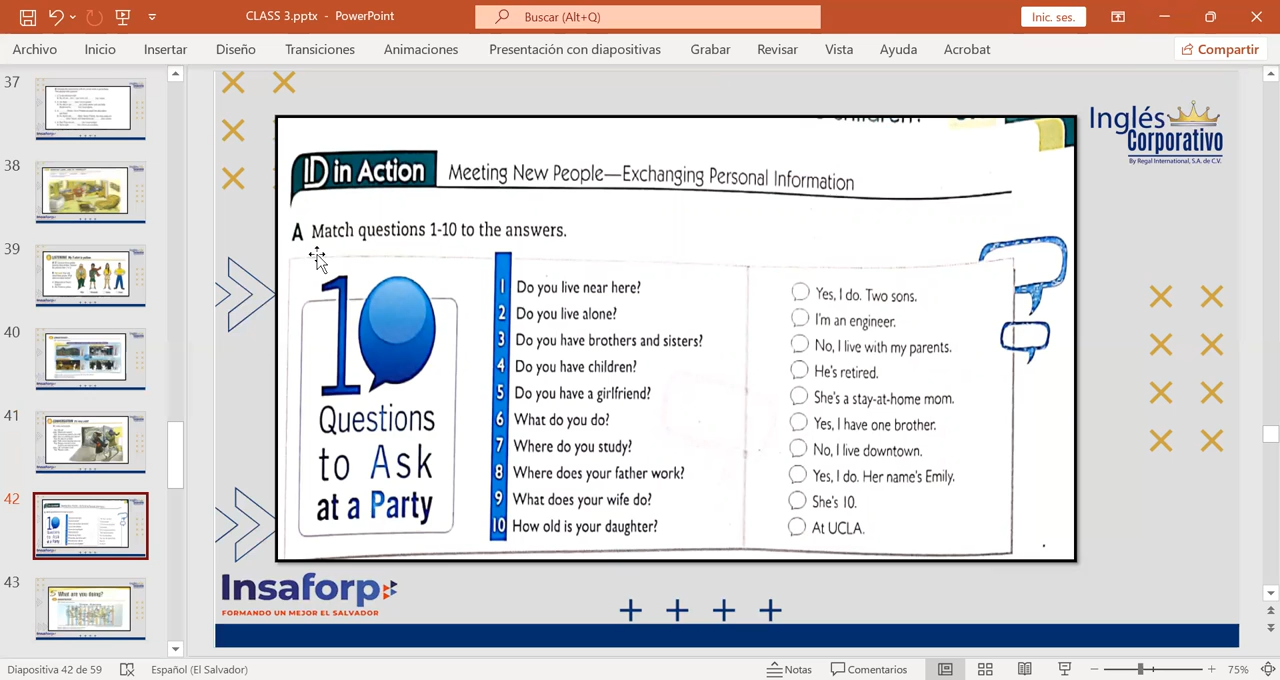 CLASS 3.pptx - PowerPoint
Buscar (Alt+Q)
Inic. ses.
Archivo
Inicio
Insertar
Diseño
Transiciones
Animaciones
Presentación con diapositivas
Grabar
Revisar
Vista
Ayuda
Acrobat
Compartir
37
38
39
40
41
42
43
Inglés
Corporativo
By Regal International, S.A. de C.V.
ID in Action
Meeting New People—Exchanging Personal Information
A Match questions 1-10 to the answers.
10
Questions
to Ask
at a Party
1 Do you live near here?
2 Do you live alone?
3 Do you have brothers and sisters?
4 Do you have children?
5 Do you have a girlfriend?
6 What do you do?
7 Where do you study?
8 Where does your father work?
9 What does your wife do?
10 How old is your daughter?
Yes, I do. Two sons.
I'm an engineer.
No, I live with my parents.
He's retired.
She's a stay-at-home mom.
Yes, I have one brother.
No, I live downtown.
Yes, I do. Her name's Emily.
She's 10.
At UCLA.
Insaforp
FORMANDO UN MEJOR EL SALVADOR
Diapositiva 42 de 59
Español (El Salvador)
Notas
Comentarios
75%